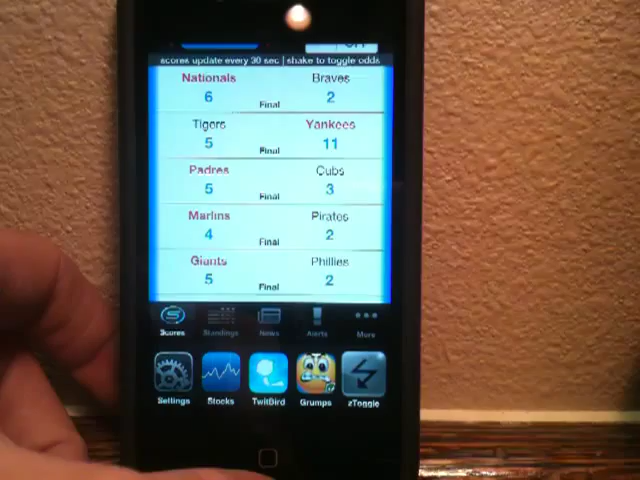 scores update every 30 sec | shake to toggle odds
Nationals Braves
6 Final 2
Tigers Yankees
5 Final 11
Padres Cubs
5 Final 3
Marlins Pirates
4 Final 2
Giants Phillies
5 Final 2
Scores Standings News Alerts More
Settings Blocks TwitBird Grumps zToggle